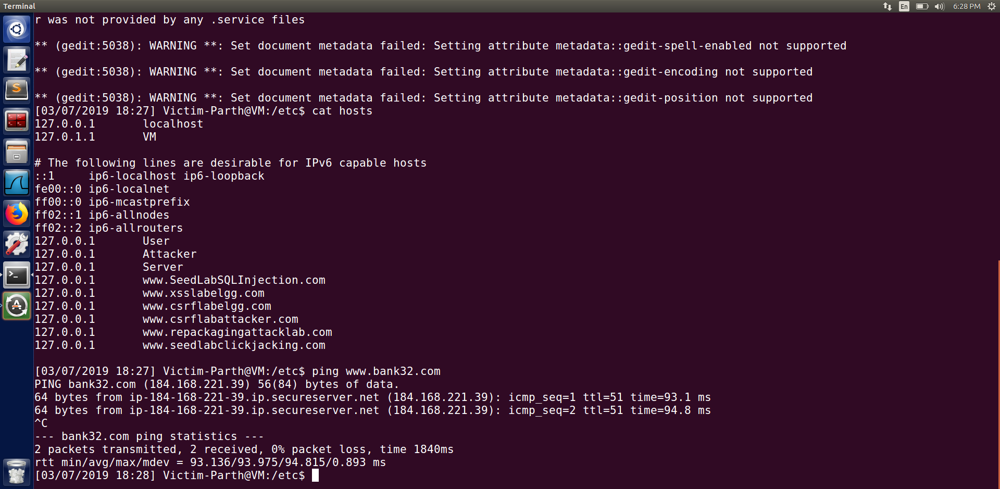 Terminal
En
6:28 PM
r was not provided by any .service files
** (gedit:5038): WARNING **: Set document metadata failed: Setting attribute metadata::gedit-spell-enabled not supported
** (gedit:5038): WARNING **: Set document metadata failed: Setting attribute metadata::gedit-encoding not supported
** (gedit:5038): WARNING **: Set document metadata failed: Setting attribute metadata::gedit-position not supported
[03/07/2019 18:27] Victim-Parth@VM:/etc$ cat hosts
127.0.0.1       localhost
127.0.1.1       VM
# The following lines are desirable for IPv6 capable hosts
::1     ip6-localhost ip6-loopback
fe00::0 ip6-localnet
ff00::0 ip6-mcastprefix
ff02::1 ip6-allnodes
ff02::2 ip6-allrouters
127.0.0.1       User
127.0.0.1       Attacker
127.0.0.1       Server
127.0.0.1       www.SeedLabSQLInjection.com
127.0.0.1       www.xsslabelgg.com
127.0.0.1       www.csrflabelgg.com
127.0.0.1       www.csrflabattacker.com
127.0.0.1       www.repackagingattacklab.com
127.0.0.1       www.seedlabclickjacking.com
[03/07/2019 18:27] Victim-Parth@VM:/etc$ ping www.bank32.com
PING bank32.com (184.168.221.39) 56(84) bytes of data.
64 bytes from ip-184-168-221-39.ip.secureserver.net (184.168.221.39): icmp_seq=1 ttl=51 time=93.1 ms
64 bytes from ip-184-168-221-39.ip.secureserver.net (184.168.221.39): icmp_seq=2 ttl=51 time=94.8 ms
^C
--- bank32.com ping statistics ---
2 packets transmitted, 2 received, 0% packet loss, time 1840ms
rtt min/avg/max/mdev = 93.136/93.975/94.815/0.893 ms
[03/07/2019 18:28] Victim-Parth@VM:/etc$